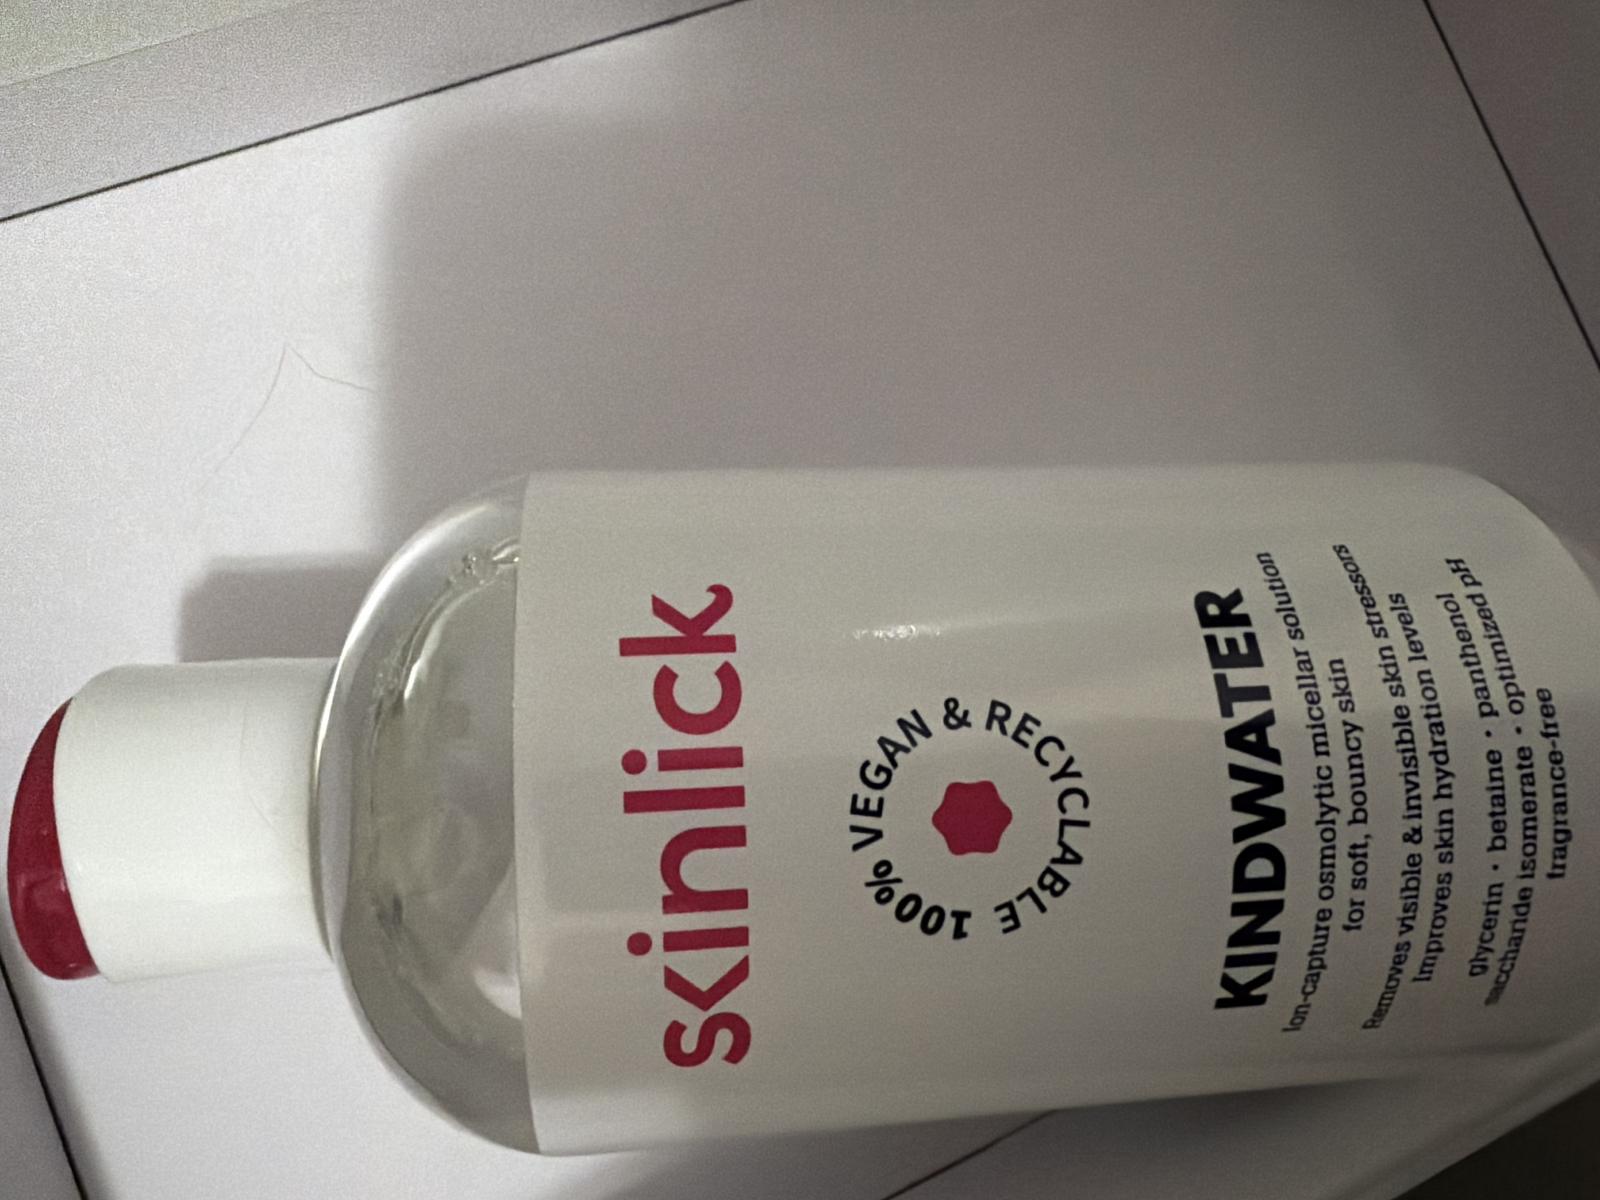 skinlick
100% VEGAN & RECYCLABLE
KINDWATER
Ion-capture osmolytic micellar solution
for soft, bouncy skin
Removes visible & invisible skin stressors
Improves skin hydration levels
glycerin • betaine • panthenol
saccharide isomerate • optimized pH
fragrance-free